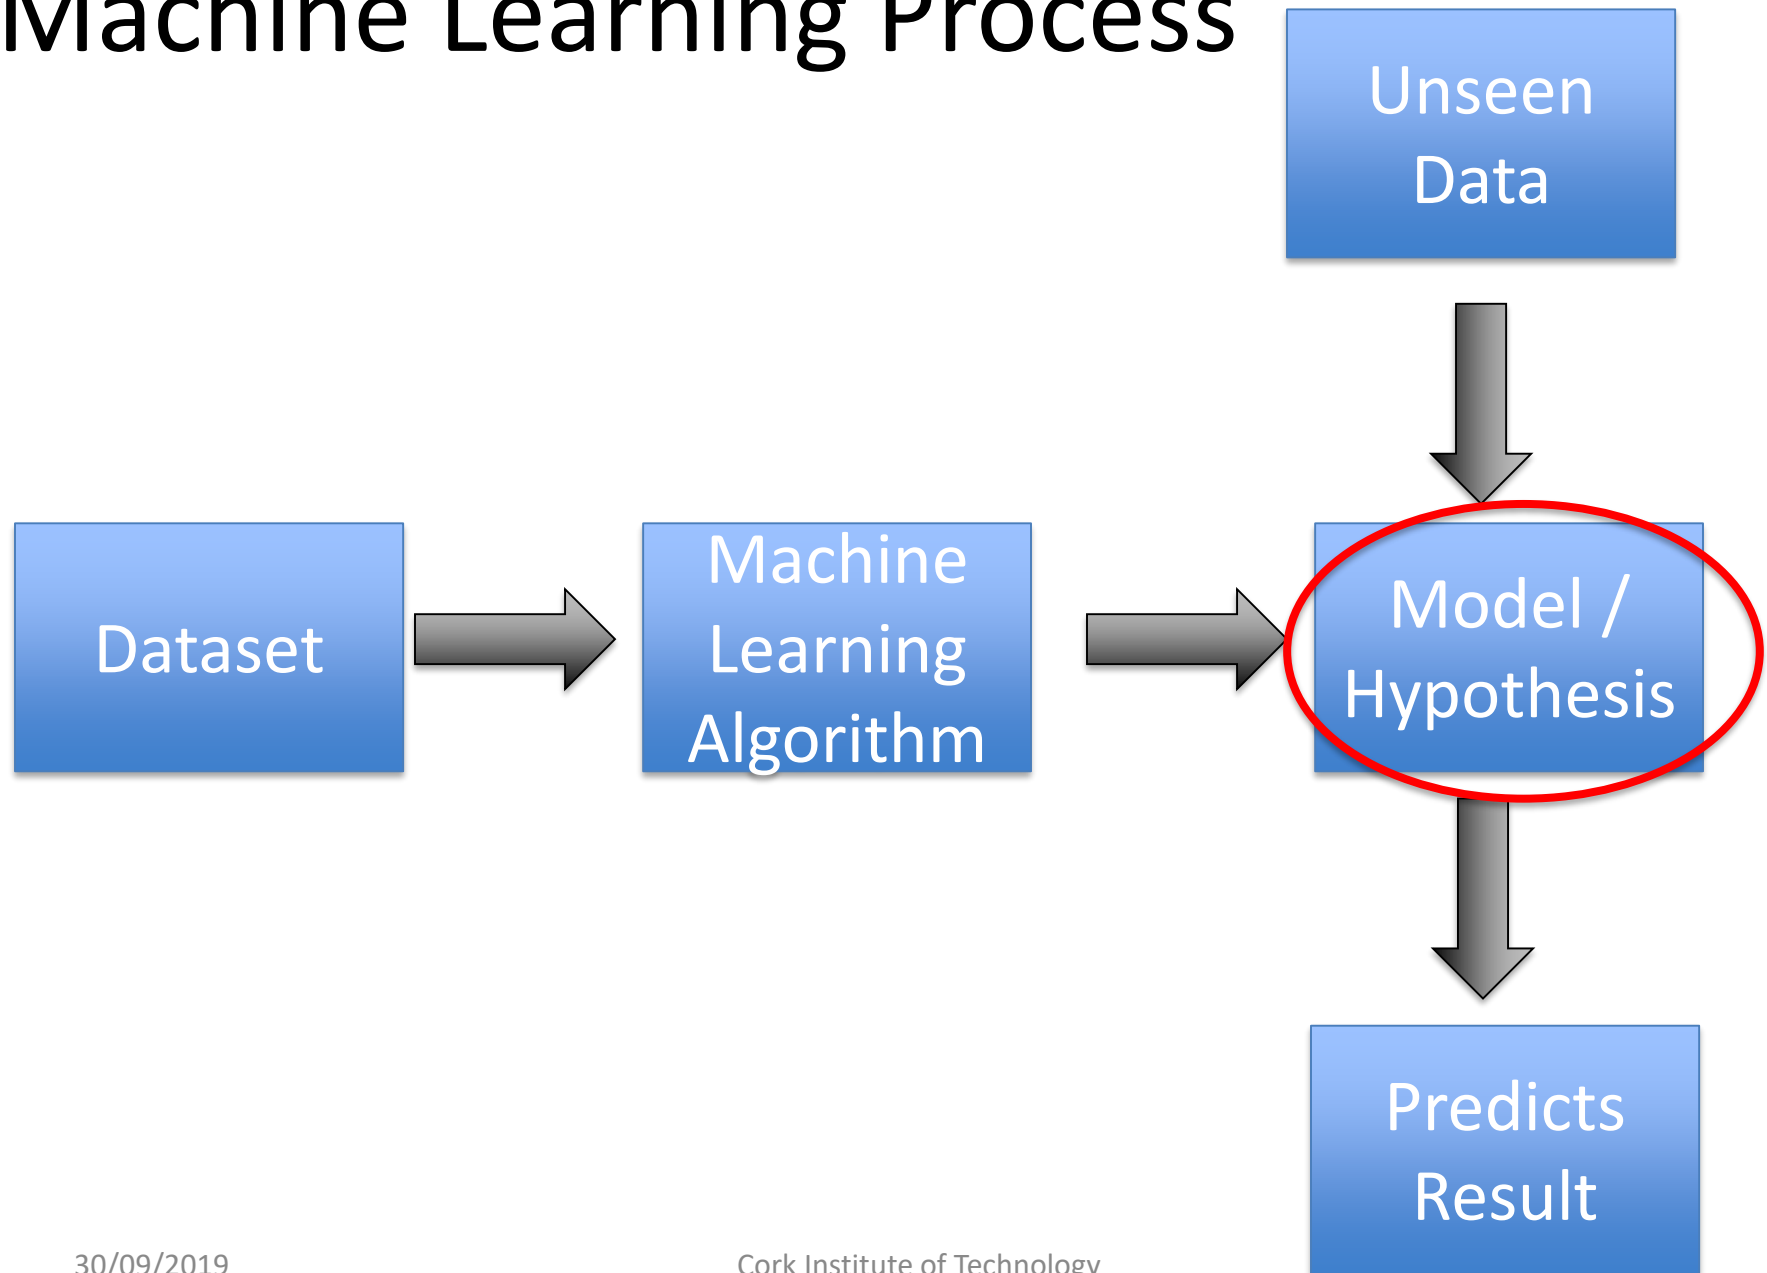 Machine Learning Process
Unseen
Data
Dataset
Machine
Learning
Algorithm
Model /
Hypothesis
Predicts
Result
30/09/2019
Cork Institute of Technology